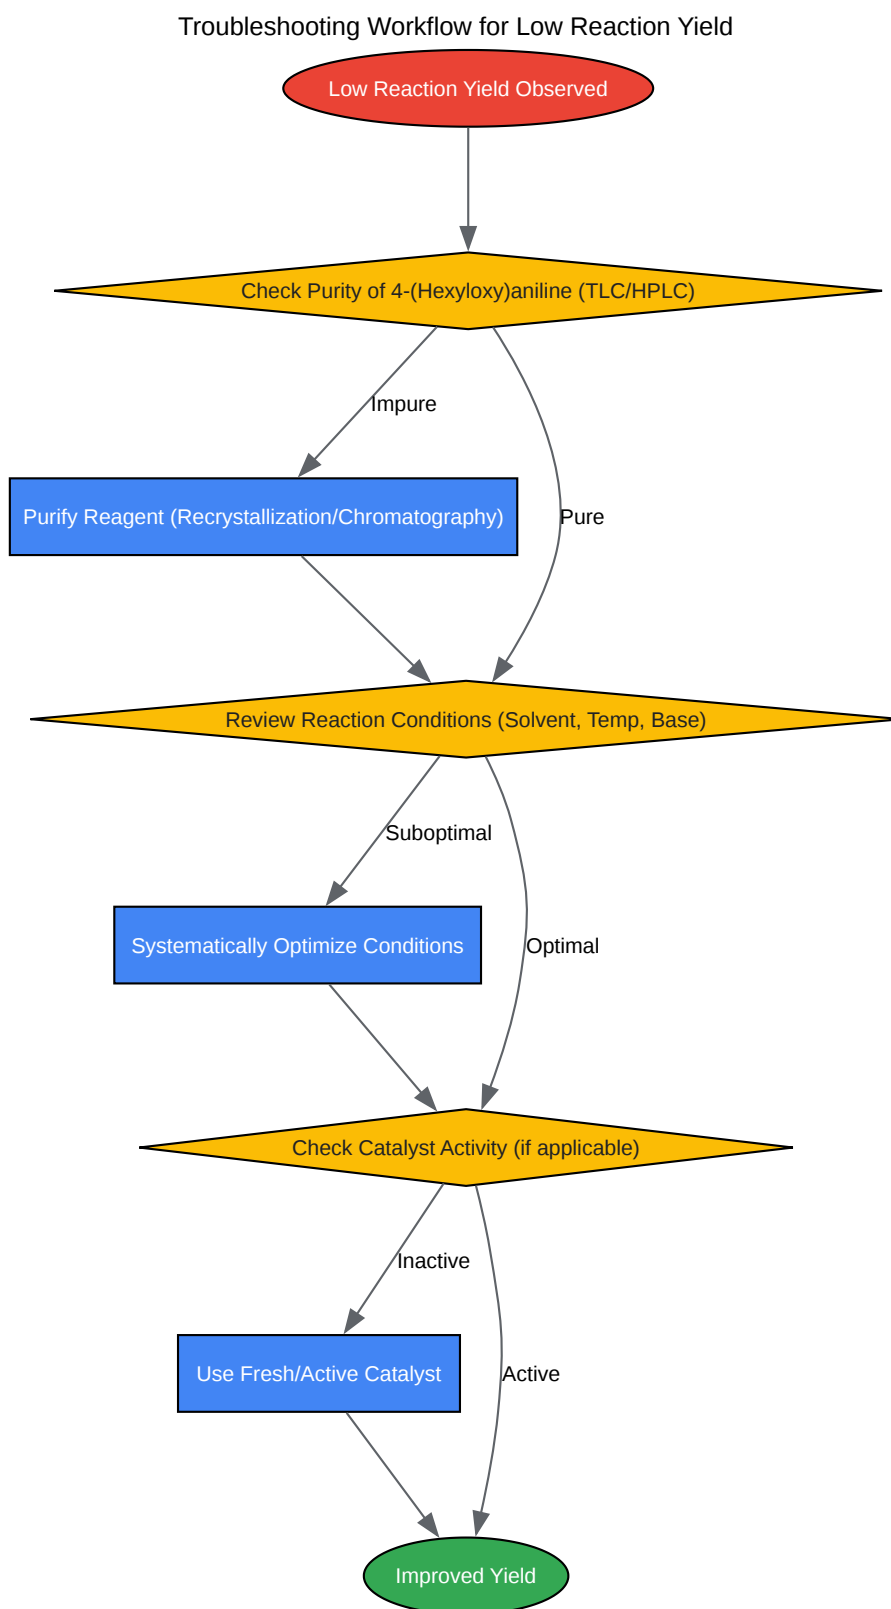 Troubleshooting Workflow for Low Reaction Yield
Low Reaction Yield Observed
Check Purity of 4-(Hexyloxy)aniline (TLC/HPLC)
Impure
Purify Reagent (Recrystallization/Chromatography)
Pure
Review Reaction Conditions (Solvent, Temp, Base)
Suboptimal
Systematically Optimize Conditions
Optimal
Check Catalyst Activity (if applicable)
Inactive
Use Fresh/Active Catalyst
Active
Improved Yield